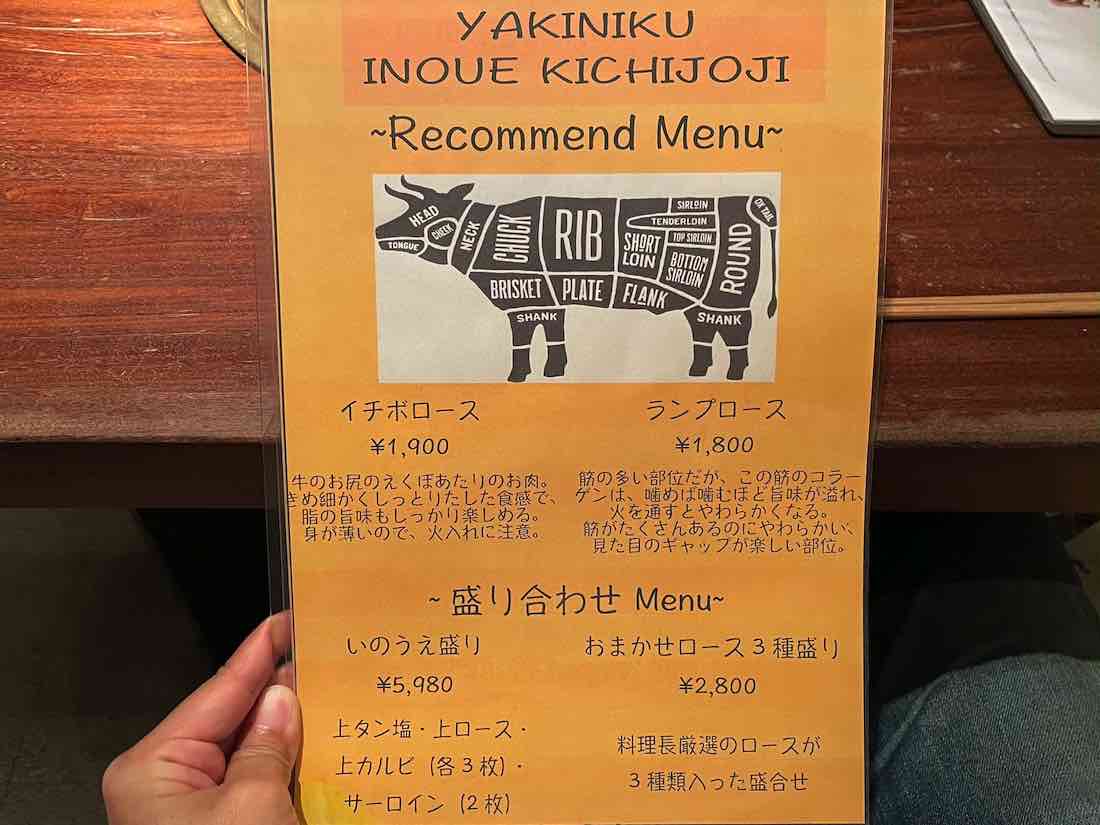 YAKINIKU
INOUE KICHIJOJI
~Recommend Menu~
HEAD
CHEEK
TONGUE
NECK
CHUCK
RIB
SIRLOIN
TENDERLOIN
TOP SIRLOIN
SHORT
LOIN
BOTTOM
SIRLOIN
ROUND
OX TAIL
BRISKET
PLATE
FLANK
SHANK
SHANK
イチボロース
¥1,900
牛のお尻のえくぼあたりのお肉。
きめ細かくしっとりたした食感で、
脂の旨味もしっかり楽しめる。
身が薄いので、火入れに注意。
ランプロース
¥1,800
筋の多い部位だが、この筋のコラー
ゲンは、噛めば噛むほど旨味が溢れ、
火を通すとやわらかくなる。
筋がたくさんあるのにやわらかい、
見た目のギャップが楽しい部位。
~ 盛り合わせ Menu~
いのうえ盛り
¥5,980
上タン塩・上ロース・
上カルビ (各3枚)・
サーロイン (2枚)
おまかせロース3種盛り
¥2,800
料理長厳選のロースが
3種類入った盛合せ